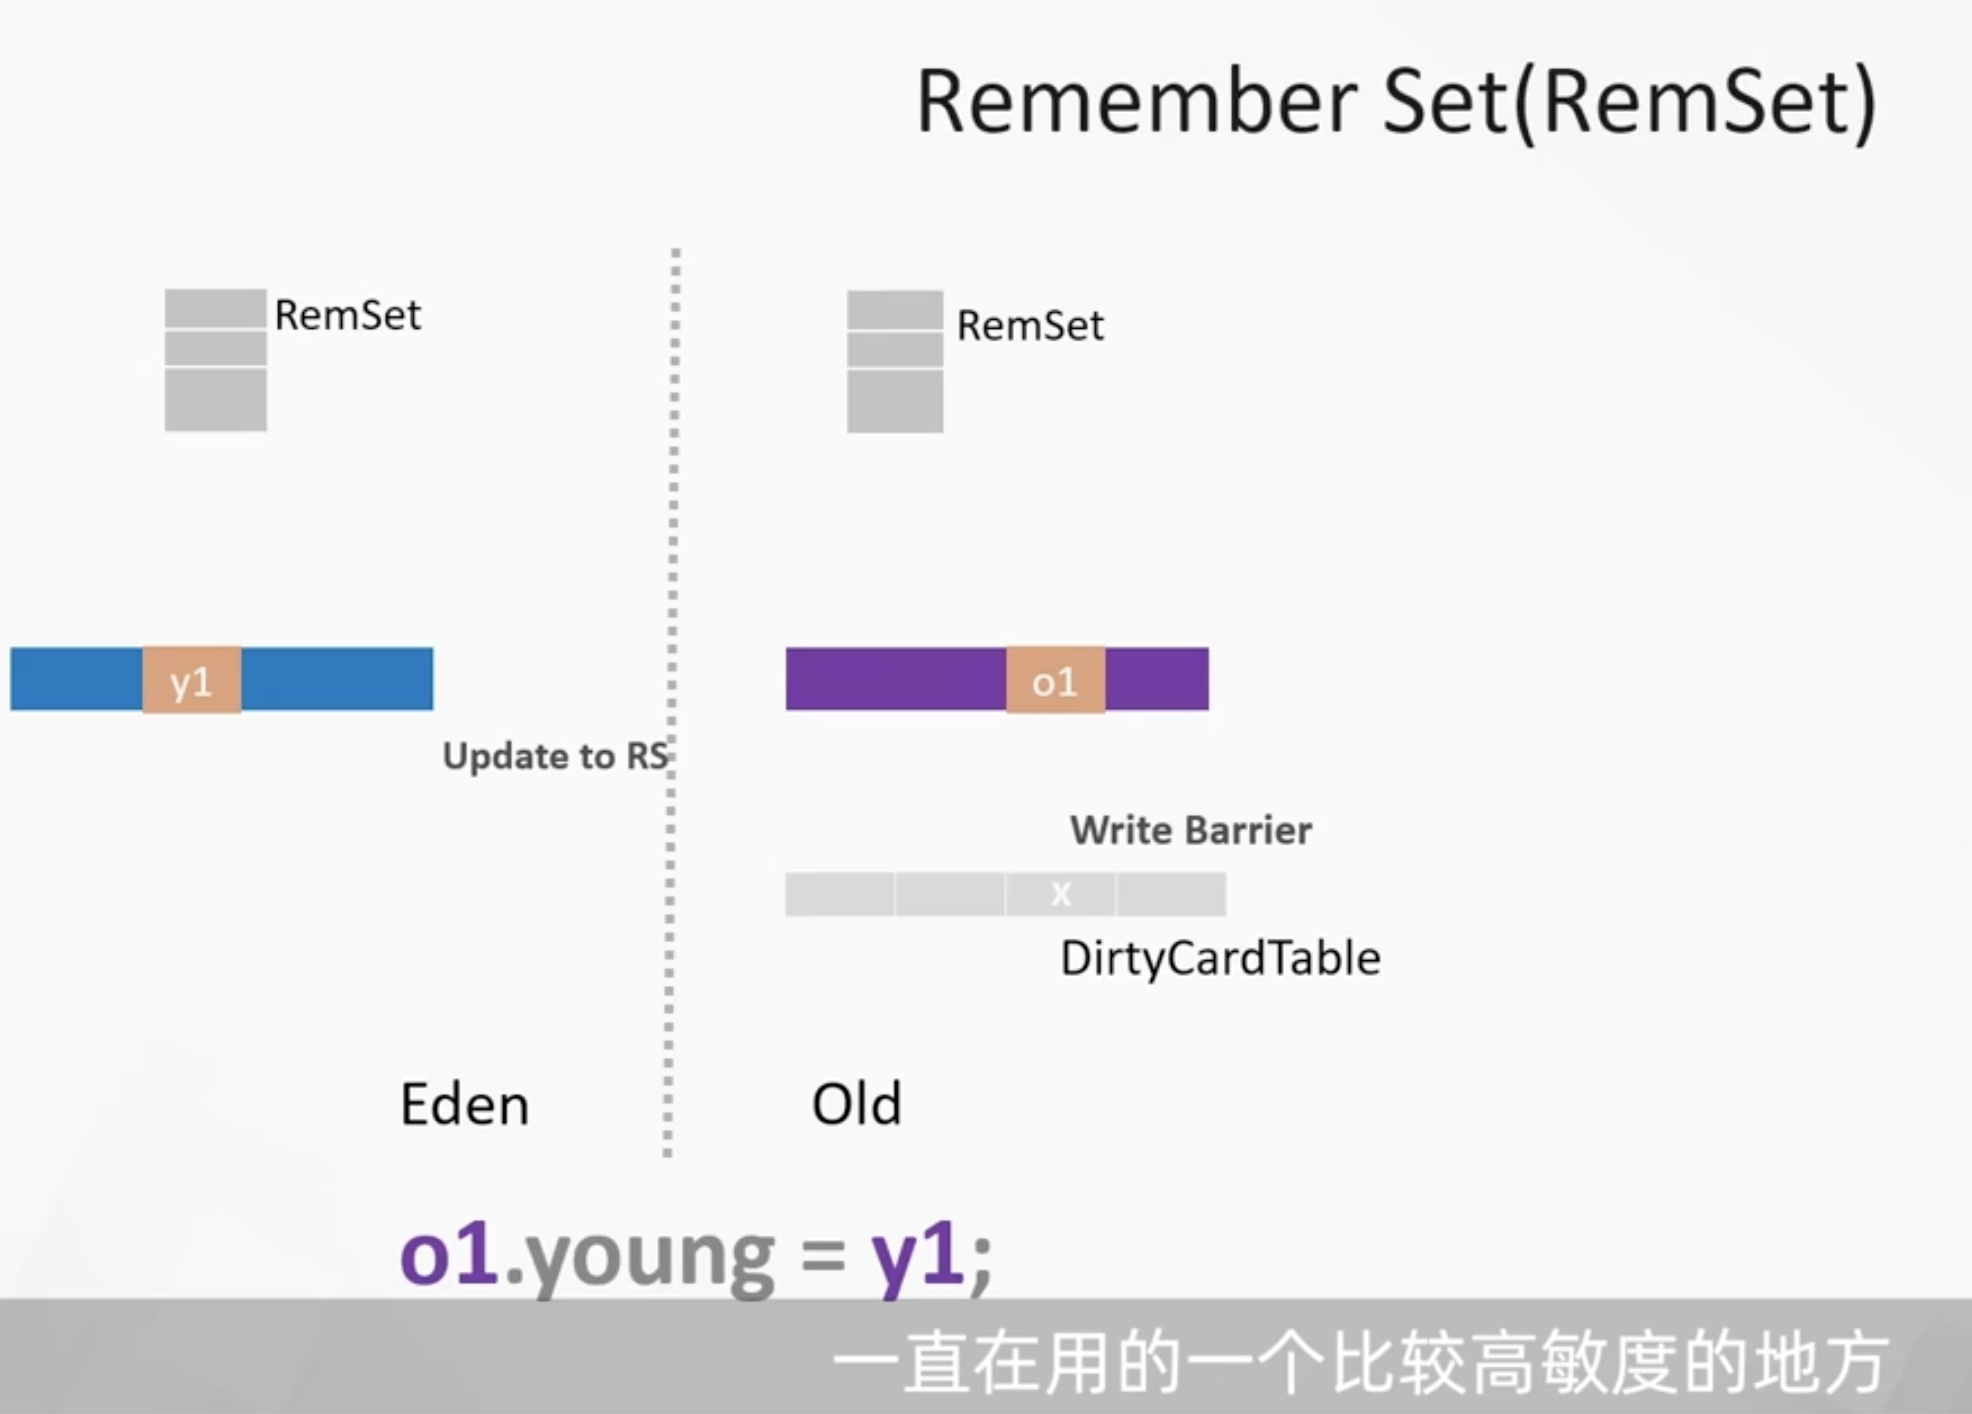 Remember Set(RemSet)
RemSet
RemSet
y1
o1
Update to RS
Write Barrier
X
DirtyCardTable
Eden
Old
o1.young = y1;
一直在用的一个比较高敏度的地方